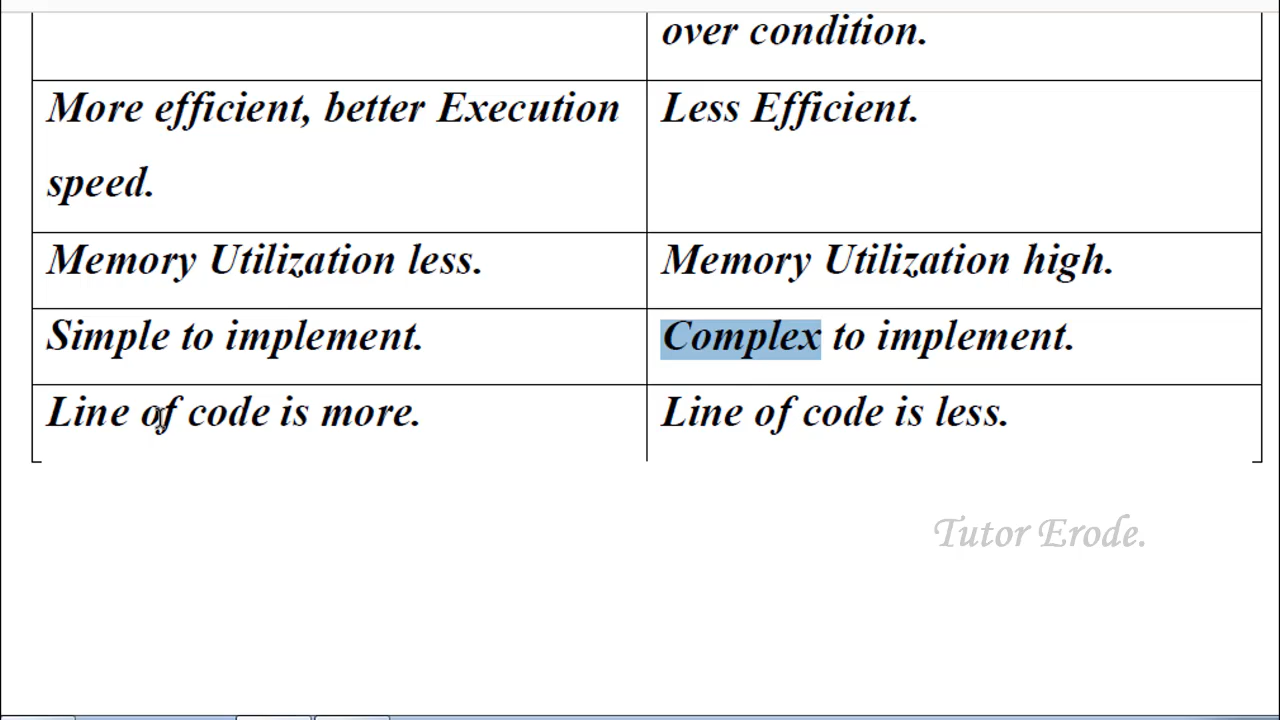 over condition.
More efficient, better Execution
speed.
Less Efficient.
Memory Utilization less.
Memory Utilization high.
Simple to implement.
Complex to implement.
Line of code is more.
Line of code is less.
Tutor Erode.